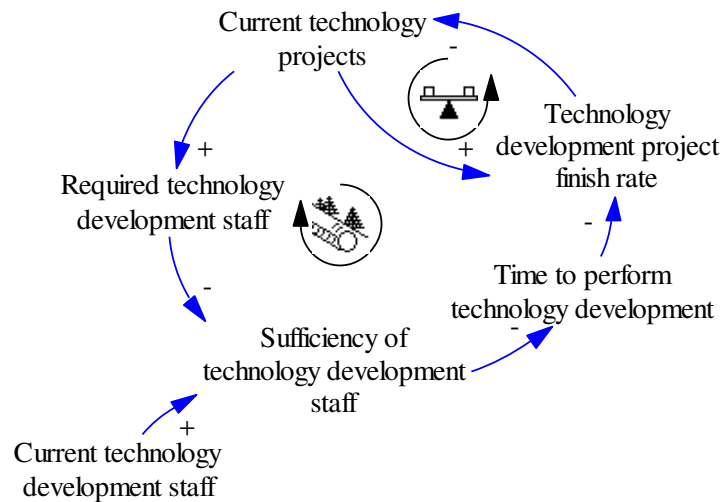 Current technology
projects
-
+
Technology
development project
finish rate
+
Required technology
development staff
-
Time to perform
technology development
-
-
Sufficiency of
technology development
staff
+
Current technology
development staff